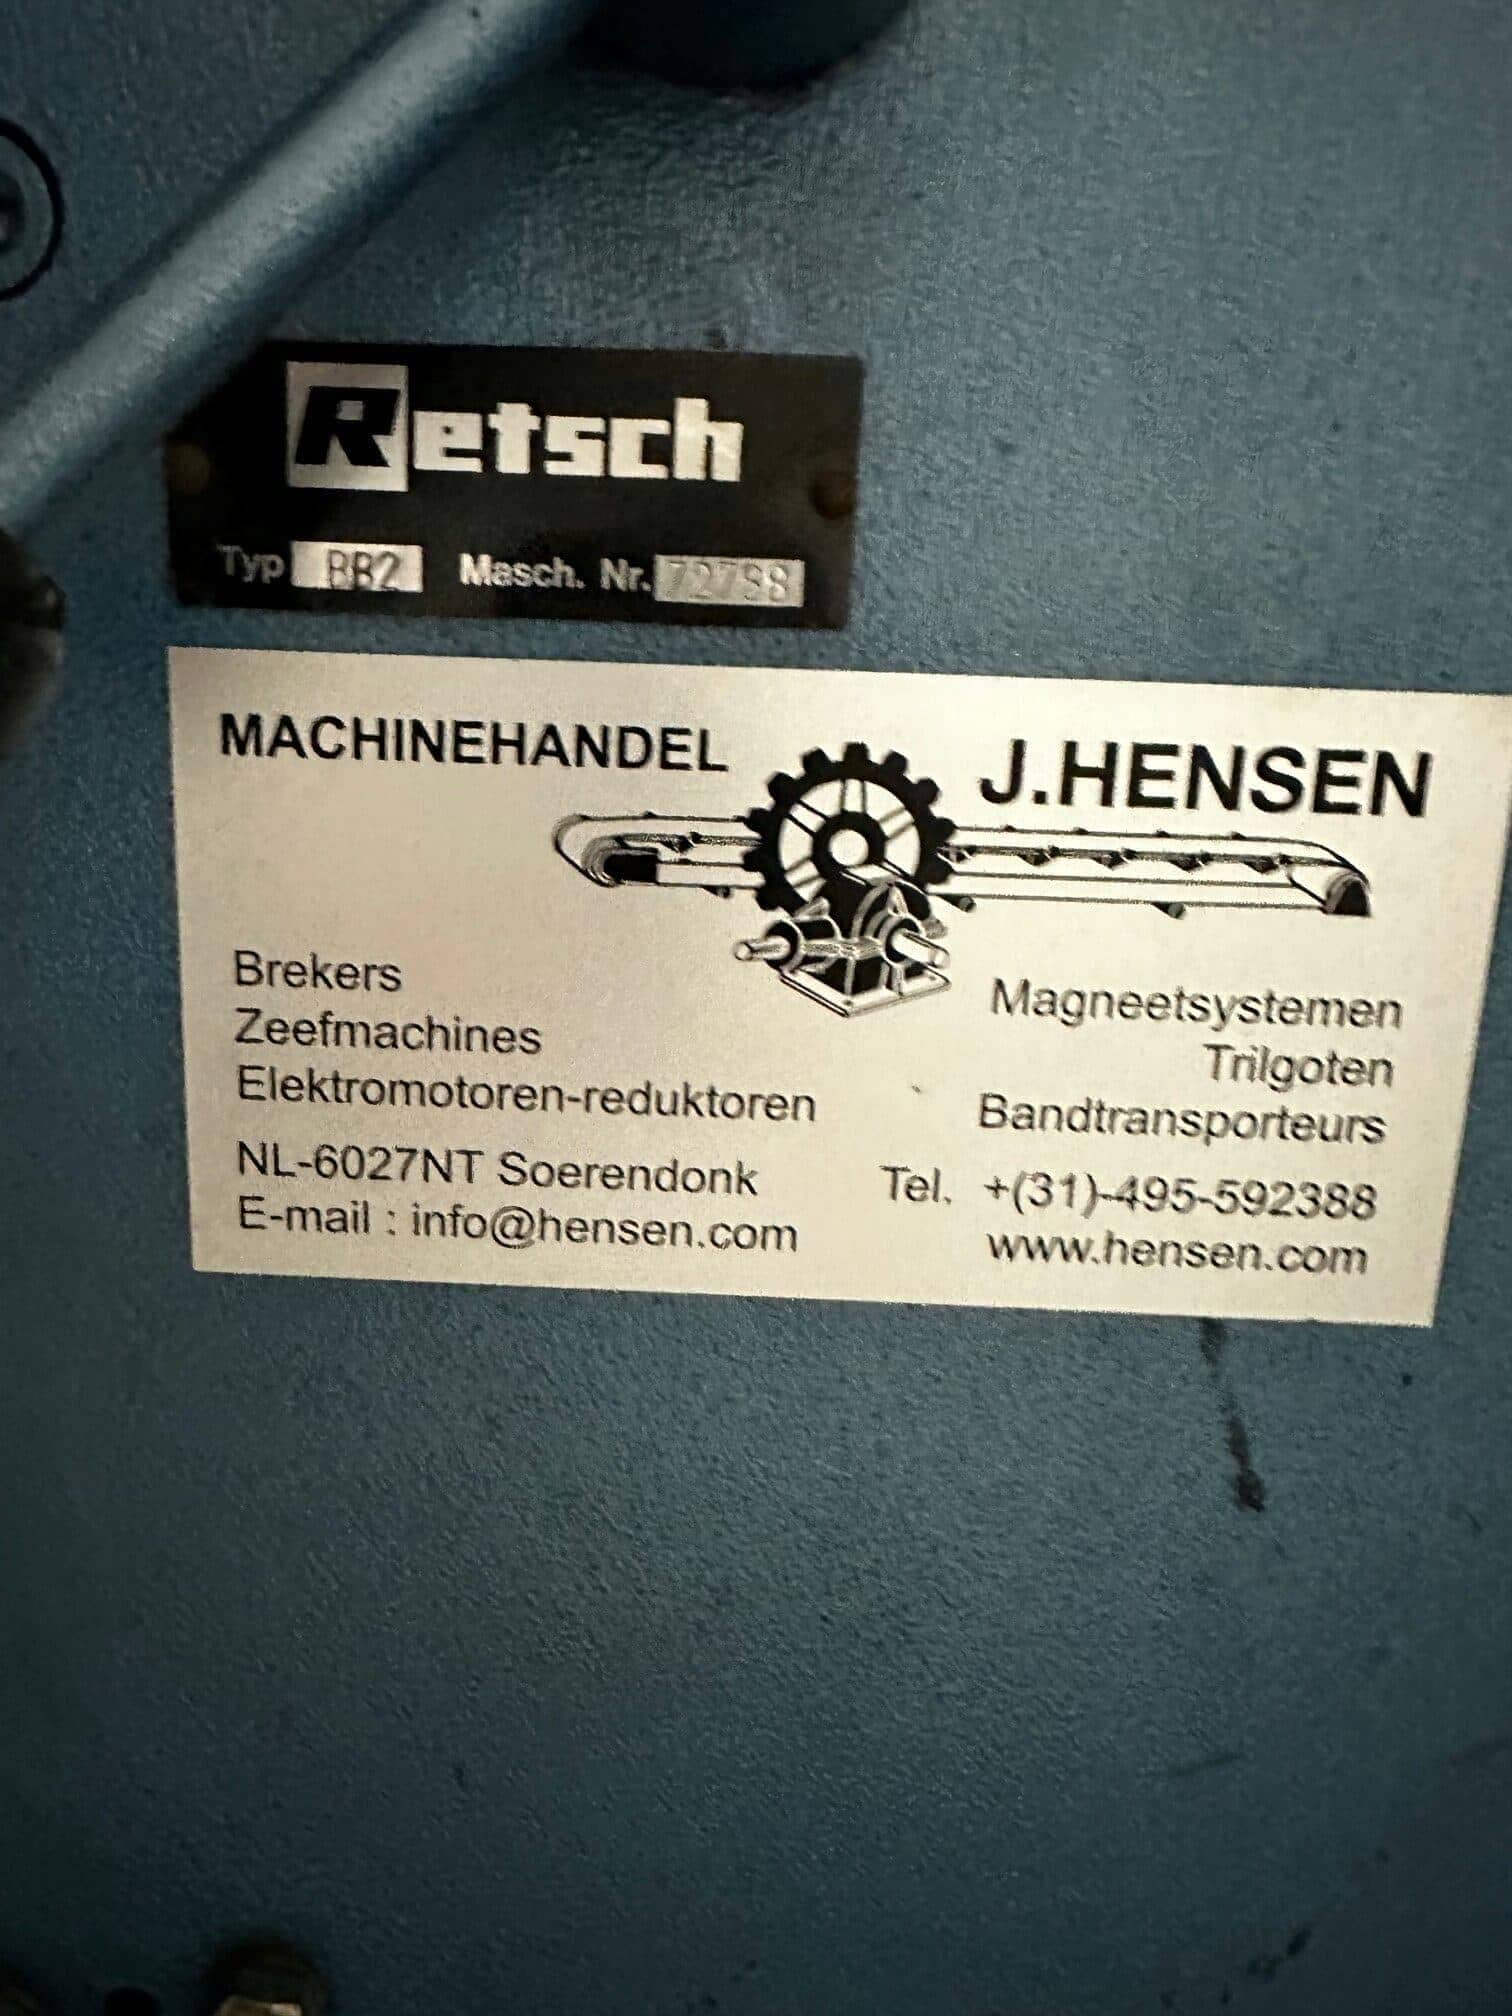 Retsch
Typ BB2 Masch. Nr. 72798
MACHINEHANDEL J.HENSEN
Brekers
Zeefmachines
Elektromotoren-reduktoren
Magneetsystemen
Trilgoten
Bandtransporteurs
NL-6027NT Soerendonk
E-mail : info@hensen.com
Tel. +(31)-495-592388
www.hensen.com